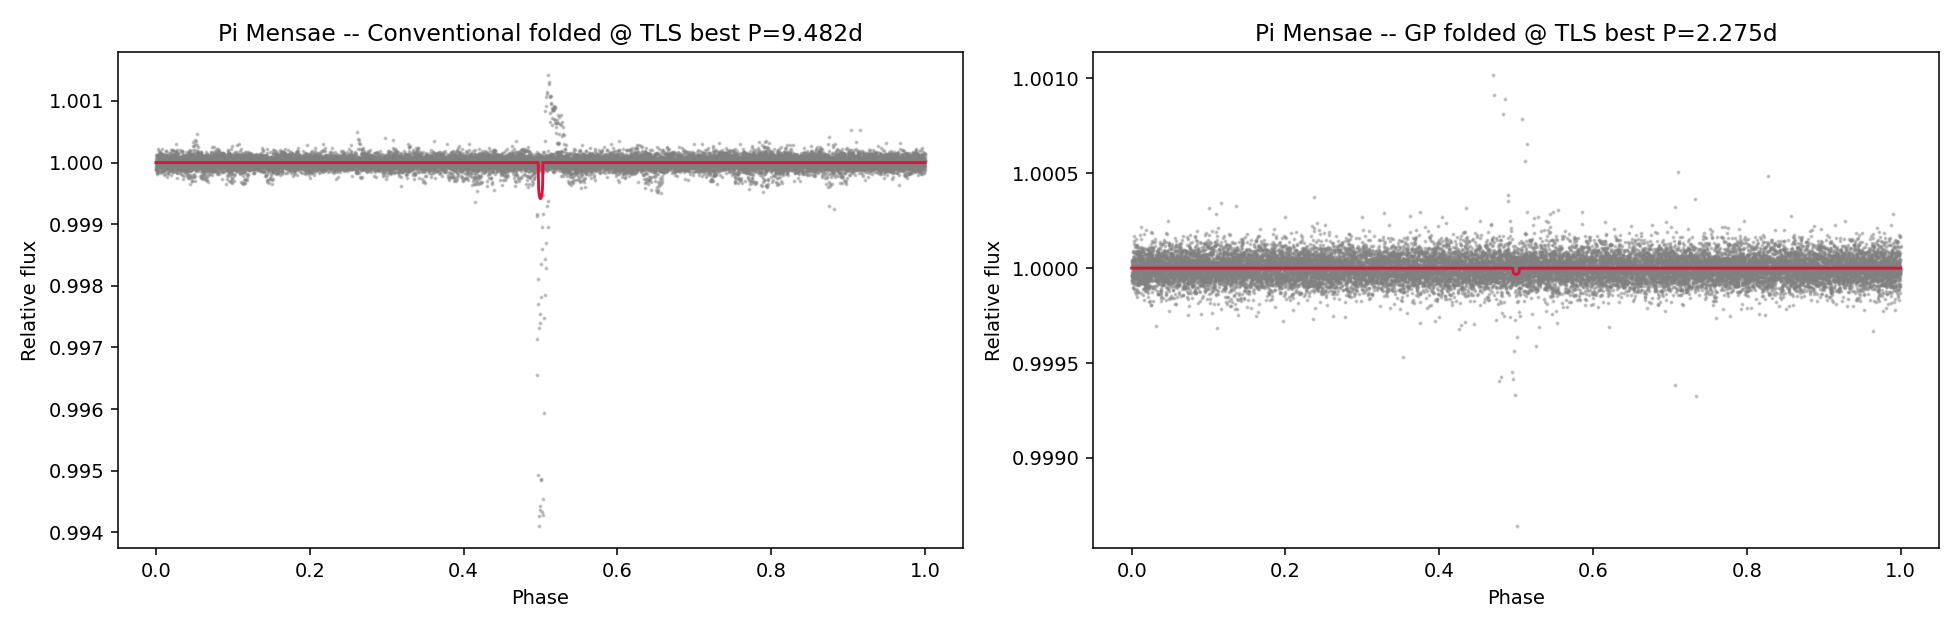 Pi Mensae -- Conventional folded @ TLS best P=9.482d
1.001
1.000
0.999
0.998
0.997
0.996
0.995
0.994
Relative flux
0.0 0.2 0.4 0.6 0.8 1.0
Phase
Pi Mensae -- GP folded @ TLS best P=2.275d
1.0010
1.0005
1.0000
0.9995
0.9990
Relative flux
0.0 0.2 0.4 0.6 0.8 1.0
Phase